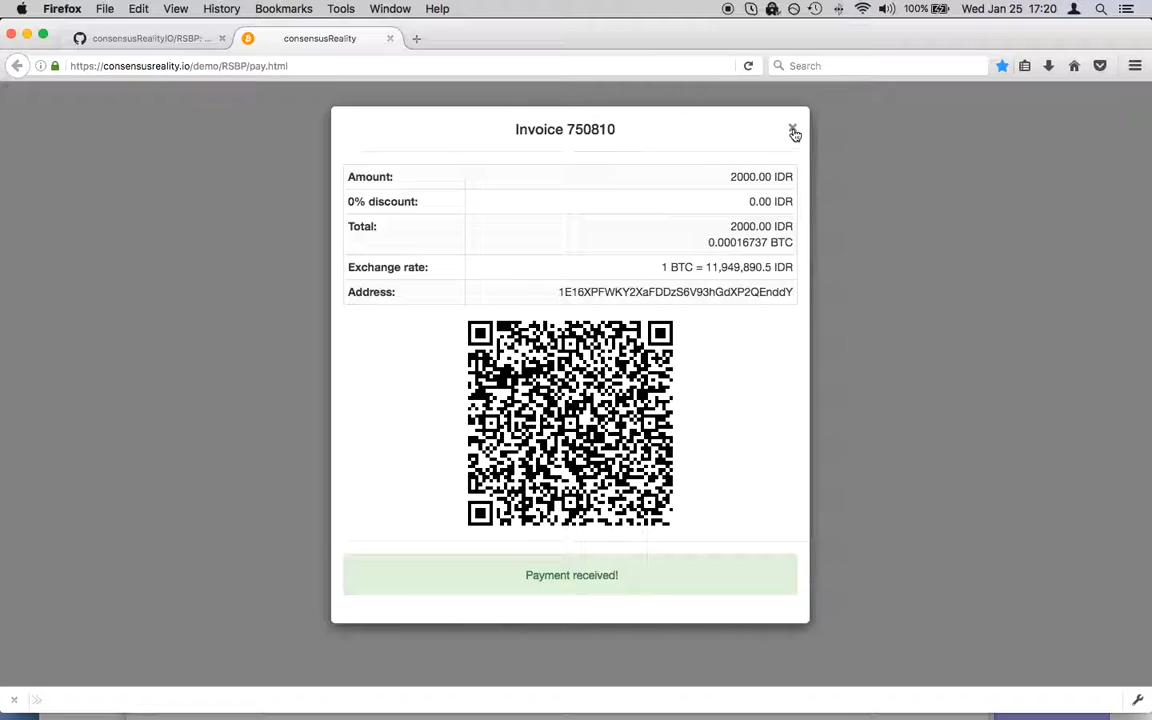 Firefox File Edit View History Bookmarks Tools Window Help 100% Wed Jan 25 17:20
consensusRealityIO/RSBP: ... consensusReality
https://consensusreality.io/demo/RSBP/pay.html Search
Invoice 750810
Amount: 2000.00 IDR
0% discount: 0.00 IDR
Total: 2000.00 IDR
0.00016737 BTC
Exchange rate: 1 BTC = 11,949,890.5 IDR
Address: 1E16XPFWKY2XaFDDzS6V93hGdXP2QEnddY
Payment received!